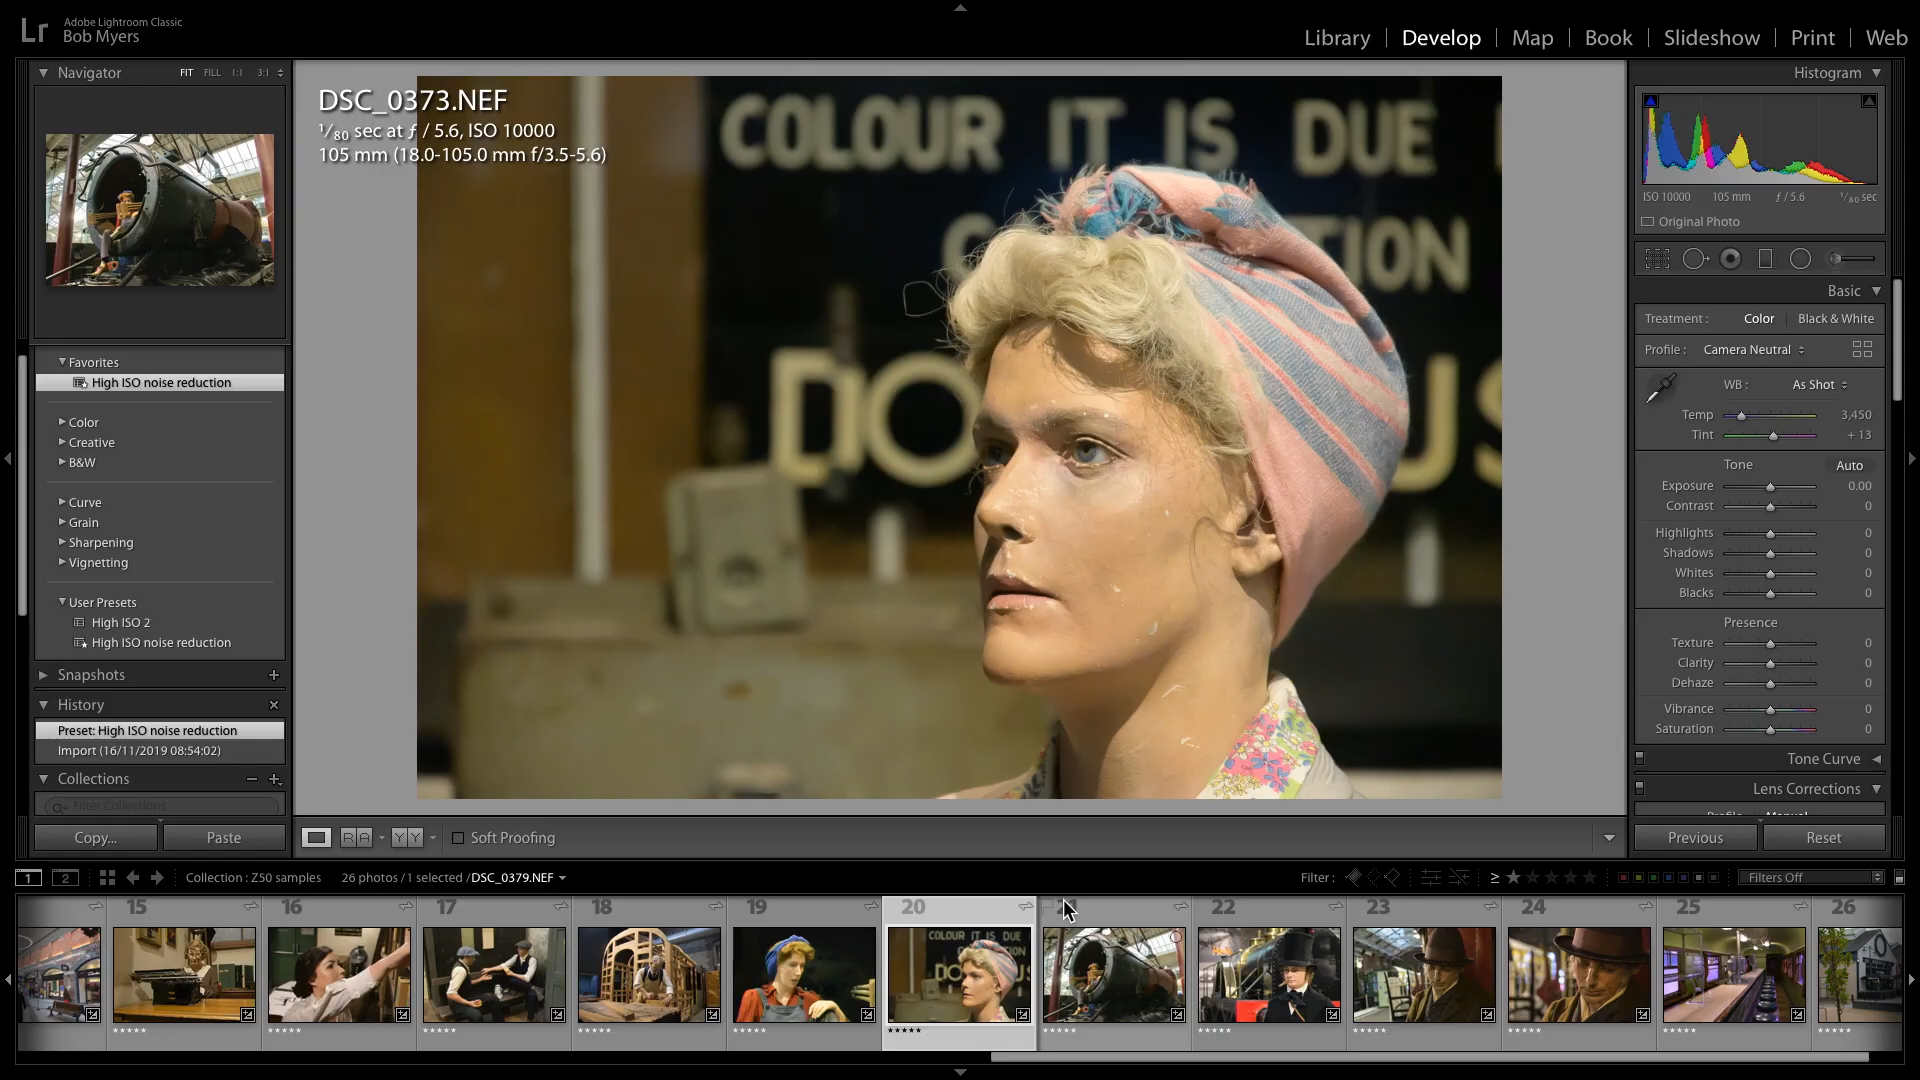 Adobe Lightroom Classic
Bob Myers
Library | Develop | Map | Book | Slideshow | Print | Web
Navigator FIT FILL 1:1 3:1
Favorites
High ISO noise reduction
Color
Creative
B&W
Curve
Grain
Sharpening
Vignetting
User Presets
High ISO 2
High ISO noise reduction
Snapshots
History
Preset: High ISO noise reduction
Import (16/11/2019 08:54:02)
Collections
Filter Collections
Copy... Paste
DSC_0373.NEF
1/80 sec at ƒ / 5.6, ISO 10000
105 mm (18.0-105.0 mm f/3.5-5.6)
COLOUR IT IS DUE
Soft Proofing
Histogram
ISO 10000 105 mm ƒ / 5.6 1/80 sec
Original Photo
Basic
Treatment : Color Black & White
Profile : Camera Neutral
WB : As Shot
Temp 3,450
Tint + 13
Tone Auto
Exposure 0.00
Contrast 0
Highlights 0
Shadows 0
Whites 0
Blacks 0
Presence
Texture 0
Clarity 0
Dehaze 0
Vibrance 0
Saturation 0
Tone Curve
Lens Corrections
Previous Reset
1 2 Collection : Z50 samples 26 photos / 1 selected / DSC_0379.NEF Filter : Filters Off
15 16 17 18 19 20 21 22 23 24 25 26
COLOUR IT IS DUE